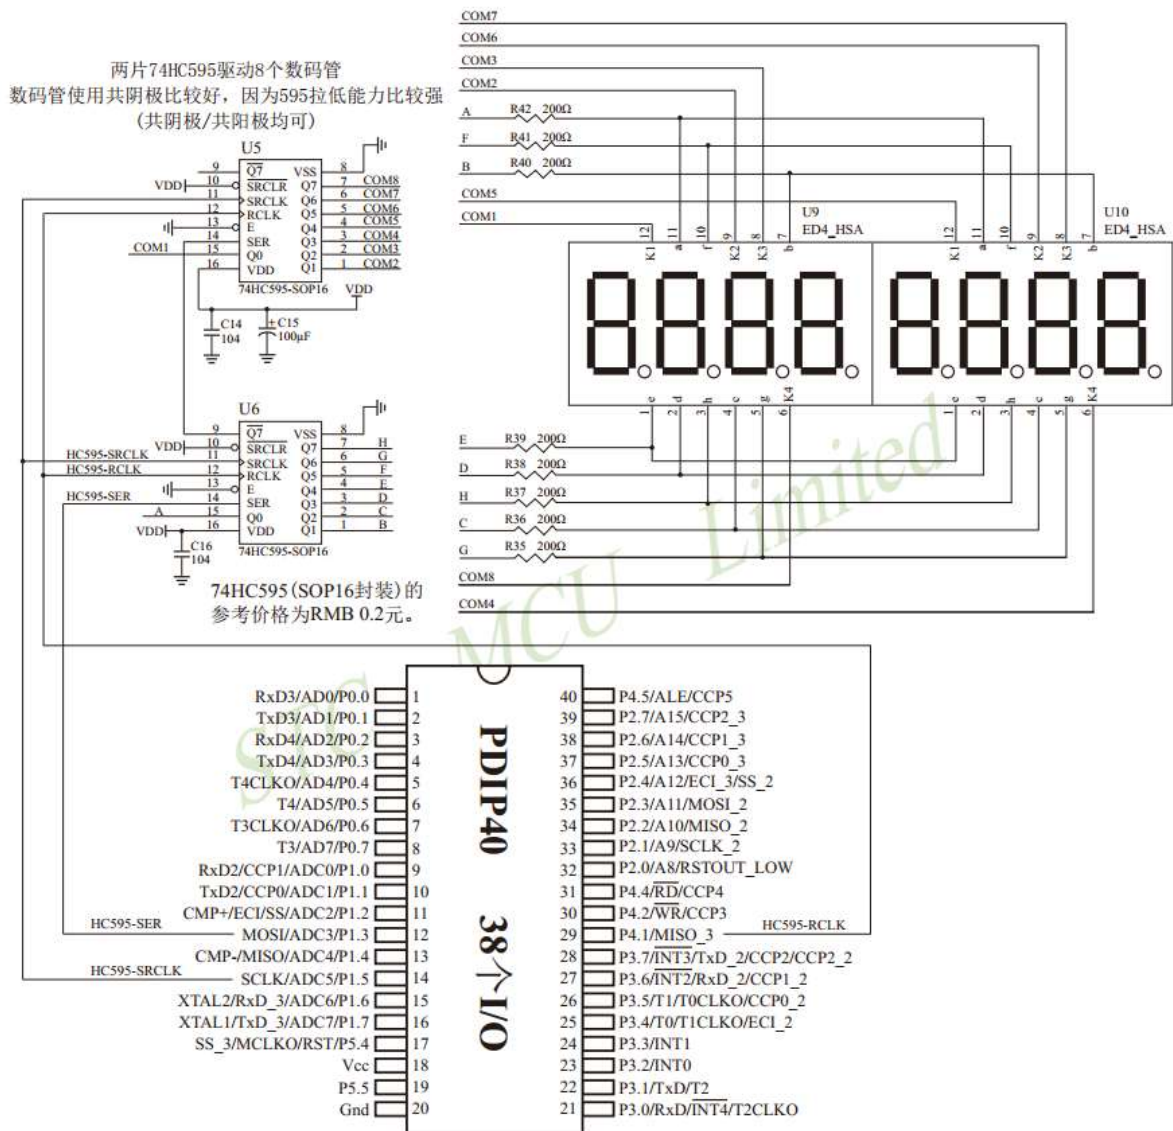 两片74HC595驱动8个数码管
数码管使用共阴极比较好，因为595拉低能力比较强
(共阴极/共阳极均可)
COM7
COM6
COM3
COM2
A R42 200Ω
F R41 200Ω
B R40 200Ω
COM5
COM1
U5
9 Q7 VSS 8
VDD 10 SRCLR Q7 7 COM8
11 SRCLK Q6 6 COM7
12 RCLK Q5 5 COM6
13 E Q4 4 COM5
14 SER Q3 3 COM4
COM1 15 Q0 Q2 2 COM3
16 VDD Q1 1 COM2
74HC595-SOP16
VDD
C14
104
+ C15
100μF
U9
ED4_HSA
12 11 10 9 8 7
K1 a f K2 K3 b
e d h c g K4
1 2 3 4 5 6
U10
ED4_HSA
12 11 10 9 8 7
K1 a f K2 K3 b
e d h c g K4
1 2 3 4 5 6
U6
9 Q7 VSS 8
VDD 10 SRCLR Q7 7 H
HC595-SRCLK 11 SRCLK Q6 6 G
HC595-RCLK 12 RCLK Q5 5 F
13 E Q4 4 E
HC595-SER 14 SER Q3 3 D
A 15 Q0 Q2 2 C
VDD 16 VDD Q1 1 B
C16
104
74HC595-SOP16
E R39 200Ω
D R38 200Ω
H R37 200Ω
C R36 200Ω
G R35 200Ω
COM8
COM4
74HC595(SOP16封装)的
参考价格为RMB 0.2元。
STC MCU Limited
PDIP40 38个I/O
RxD3/AD0/P0.0 1
TxD3/AD1/P0.1 2
RxD4/AD2/P0.2 3
TxD4/AD3/P0.3 4
T4CLKO/AD4/P0.4 5
T4/AD5/P0.5 6
T3CLKO/AD6/P0.6 7
T3/AD7/P0.7 8
RxD2/CCP1/ADC0/P1.0 9
TxD2/CCP0/ADC1/P1.1 10
CMP+/ECI/SS/ADC2/P1.2 11
HC595-SER MOSI/ADC3/P1.3 12
CMP-/MISO/ADC4/P1.4 13
HC595-SRCLK SCLK/ADC5/P1.5 14
XTAL2/RxD_3/ADC6/P1.6 15
XTAL1/TxD_3/ADC7/P1.7 16
SS_3/MCLKO/RST/P5.4 17
Vcc 18
P5.5 19
Gnd 20
40 P4.5/ALE/CCP5
39 P2.7/A15/CCP2_3
38 P2.6/A14/CCP1_3
37 P2.5/A13/CCP0_3
36 P2.4/A12/ECI_3/SS_2
35 P2.3/A11/MOSI_2
34 P2.2/A10/MISO_2
33 P2.1/A9/SCLK_2
32 P2.0/A8/RSTOUT_LOW
31 P4.4/RD/CCP4
30 P4.2/WR/CCP3
29 P4.1/MISO_3 HC595-RCLK
28 P3.7/INT3/TxD_2/CCP2/CCP2_2
27 P3.6/INT2/RxD_2/CCP1_2
26 P3.5/T1/T0CLKO/CCP0_2
25 P3.4/T0/T1CLKO/ECI_2
24 P3.3/INT1
23 P3.2/INT0
22 P3.1/TxD/T2
21 P3.0/RxD/INT4/T2CLKO